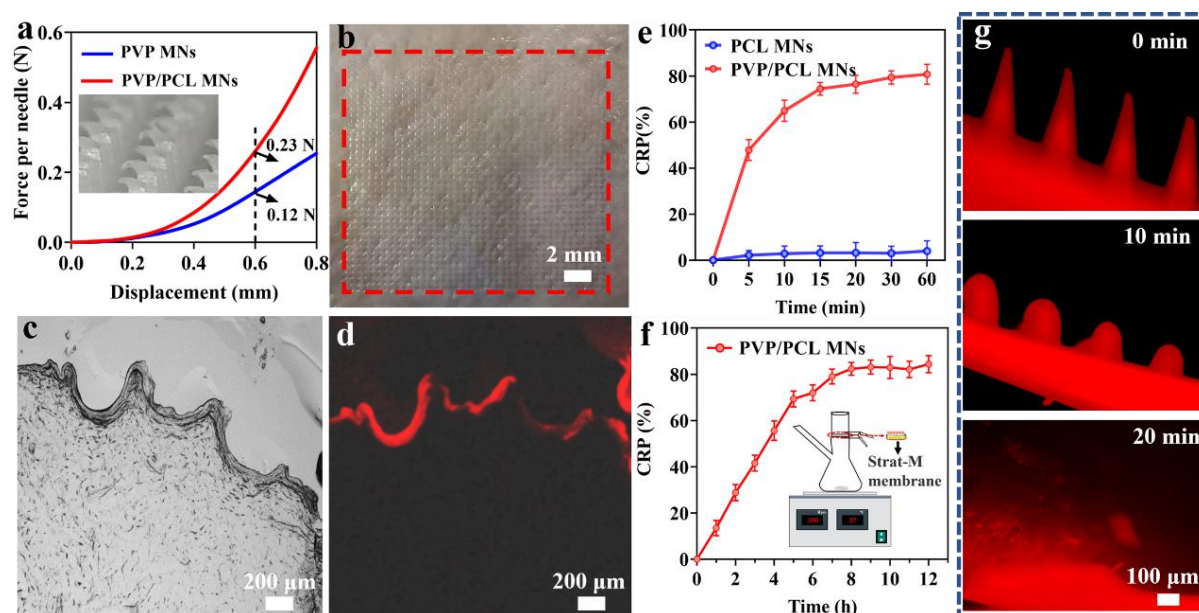 a
Force per needle (N)
0.6
0.4
0.2
0.0
PVP MNs
PVP/PCL MNs
0.23 N
0.12 N
0.0 0.2 0.4 0.6 0.8
Displacement (mm)
b
2 mm
c
200 μm
d
200 μm
e
CRP(%)
100
80
60
40
20
0
PCL MNs
PVP/PCL MNs
0 5 10 15 20 30 60
Time (min)
f
CRP (%)
100
80
60
40
20
0
PVP/PCL MNs
Strat-M
membrane
0 2 4 6 8 10 12
Time (h)
g
0 min
10 min
20 min
100 μm